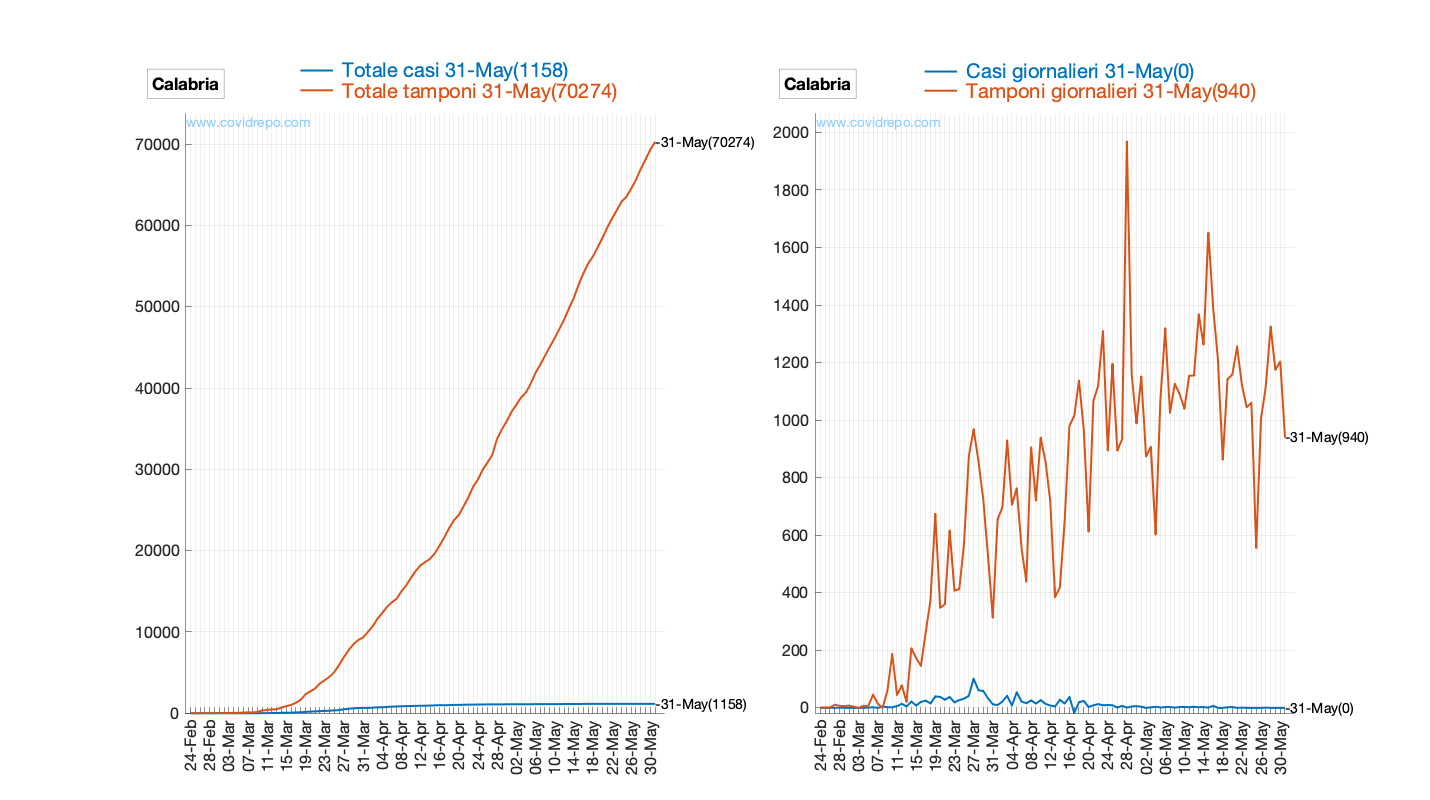 Calabria
Totale casi 31-May(1158)
Totale tamponi 31-May(70274)
www.covidrepo.com
70000
60000
50000
40000
30000
20000
10000
0
31-May(70274)
31-May(1158)
24-Feb
28-Feb
03-Mar
07-Mar
11-Mar
15-Mar
19-Mar
23-Mar
27-Mar
31-Mar
04-Apr
08-Apr
12-Apr
16-Apr
20-Apr
24-Apr
28-Apr
02-May
06-May
10-May
14-May
18-May
22-May
26-May
30-May
Calabria
Casi giornalieri 31-May(0)
Tamponi giornalieri 31-May(940)
www.covidrepo.com
2000
1800
1600
1400
1200
1000
800
600
400
200
0
31-May(940)
31-May(0)
24-Feb
28-Feb
03-Mar
07-Mar
11-Mar
15-Mar
19-Mar
23-Mar
27-Mar
31-Mar
04-Apr
08-Apr
12-Apr
16-Apr
20-Apr
24-Apr
28-Apr
02-May
06-May
10-May
14-May
18-May
22-May
26-May
30-May